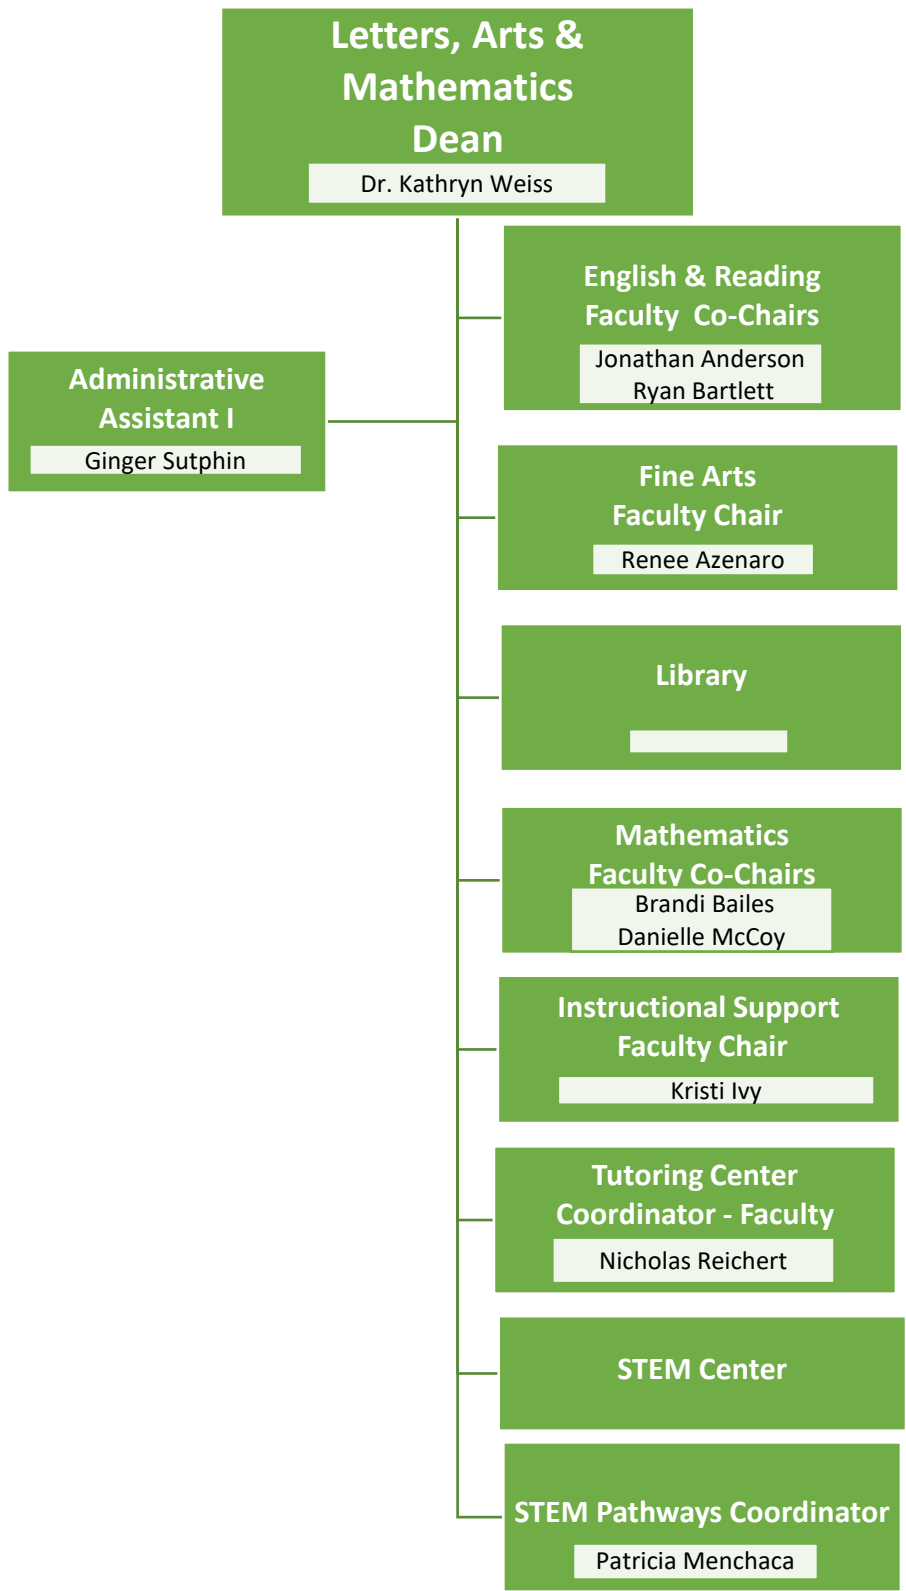 Letters, Arts &
Mathematics
Dean
Dr. Kathryn Weiss
English & Reading
Faculty Co-Chairs
Jonathan Anderson
Ryan Bartlett
Administrative
Assistant I
Ginger Sutphin
Fine Arts
Faculty Chair
Renee Azenaro
Library
Mathematics
Faculty Co-Chairs
Brandi Bailes
Danielle McCoy
Instructional Support
Faculty Chair
Kristi Ivy
Tutoring Center
Coordinator - Faculty
Nicholas Reichert
STEM Center
STEM Pathways Coordinator
Patricia Menchaca